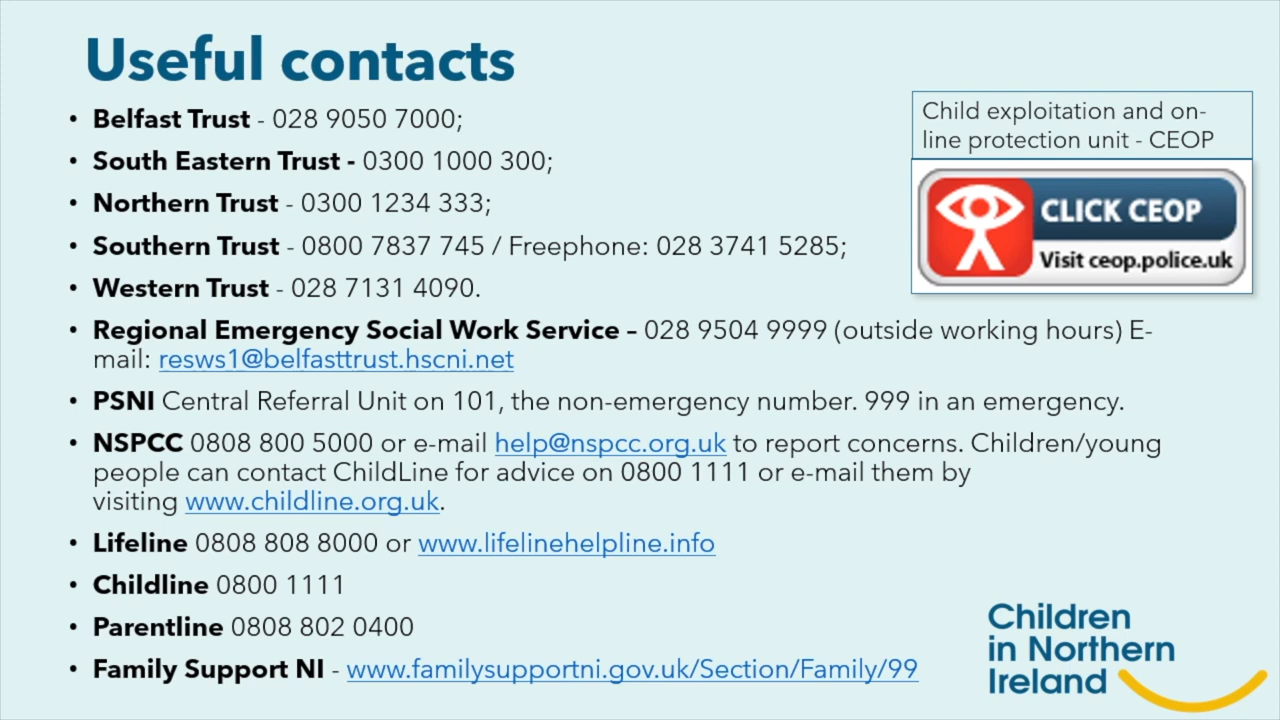 Useful contacts
• Belfast Trust - 028 9050 7000;
• South Eastern Trust - 0300 1000 300;
• Northern Trust - 0300 1234 333;
• Southern Trust - 0800 7837 745 / Freephone: 028 3741 5285;
• Western Trust - 028 7131 4090.
• Regional Emergency Social Work Service – 028 9504 9999 (outside working hours) E-
mail: resws1@belfasttrust.hscni.net
• PSNI Central Referral Unit on 101, the non-emergency number. 999 in an emergency.
• NSPCC 0808 800 5000 or e-mail help@nspcc.org.uk to report concerns. Children/young
people can contact ChildLine for advice on 0800 1111 or e-mail them by
visiting www.childline.org.uk.
• Lifeline 0808 808 8000 or www.lifelinehelpline.info
• Childline 0800 1111
• Parentline 0808 802 0400
• Family Support NI - www.familysupportni.gov.uk/Section/Family/99
Child exploitation and on-
line protection unit - CEOP
CLICK CEOP
Visit ceop.police.uk
Children
in Northern
Ireland